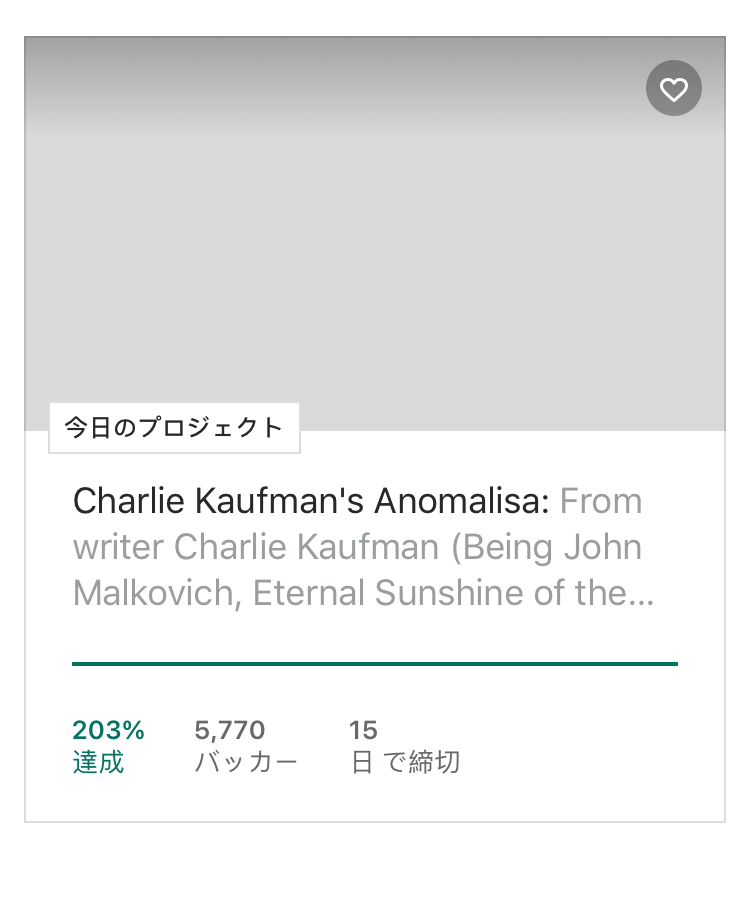 今日のプロジェクト
Charlie Kaufman's Anomalisa: From
writer Charlie Kaufman (Being John
Malkovich, Eternal Sunshine of the...
203% 5,770 15
達成 バッカー 日 で締切